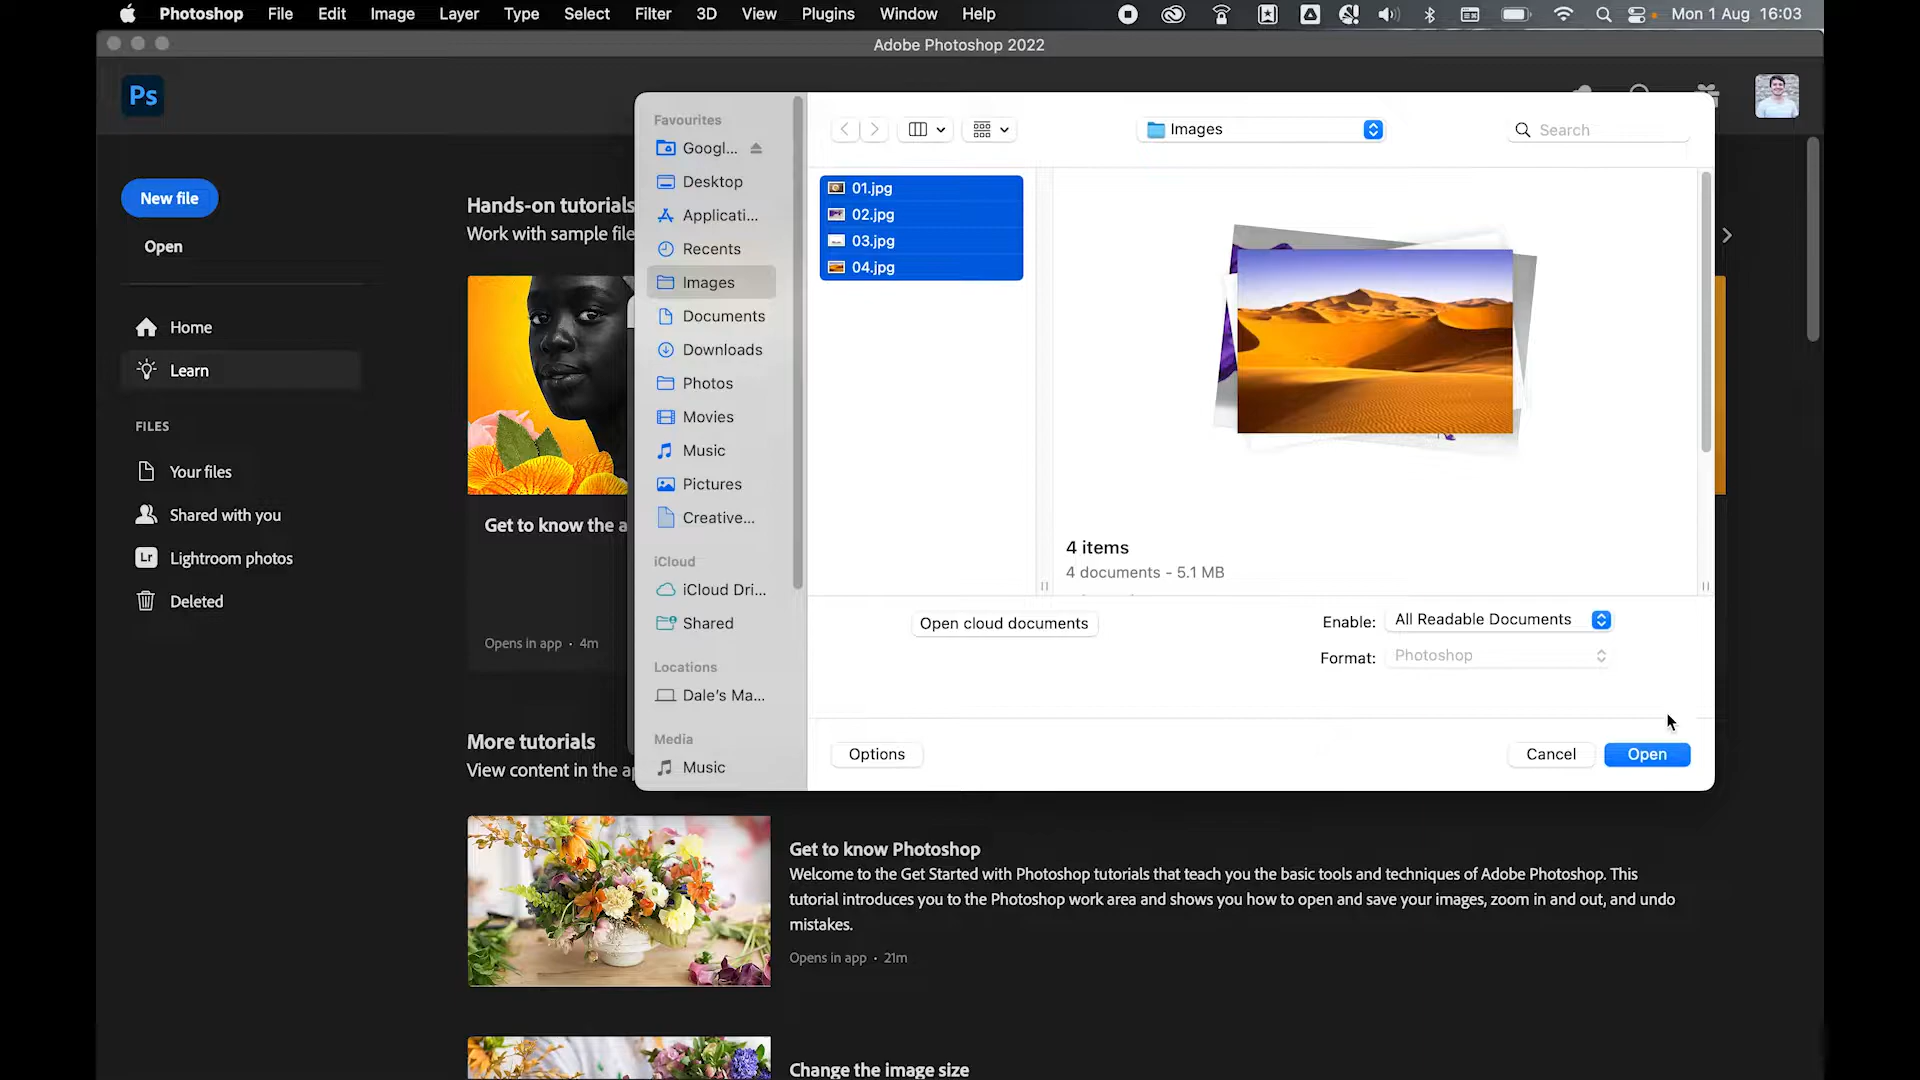 Photoshop File Edit Image Layer Type Select Filter 3D View Plugins Window Help Mon 1 Aug 16:03
Adobe Photoshop 2022
Ps
New file
Open
Home
Learn
FILES
Your files
Shared with you
Lr Lightroom photos
Deleted
Hands-on tutorials
Work with sample file
Get to know the a
Opens in app • 4m
More tutorials
View content in the ap
Favourites
Googl...
Desktop
Applicati...
Recents
Images
Documents
Downloads
Photos
Movies
Music
Pictures
Creative...
iCloud
iCloud Dri...
Shared
Locations
Dale's Ma...
Media
Music
Images
Search
01.jpg
02.jpg
03.jpg
04.jpg
4 items
4 documents - 5.1 MB
Open cloud documents
Enable: All Readable Documents
Format: Photoshop
Options
Cancel
Open
Get to know Photoshop
Welcome to the Get Started with Photoshop tutorials that teach you the basic tools and techniques of Adobe Photoshop. This
tutorial introduces you to the Photoshop work area and shows you how to open and save your images, zoom in and out, and undo
mistakes.
Opens in app • 21m
Change the image size